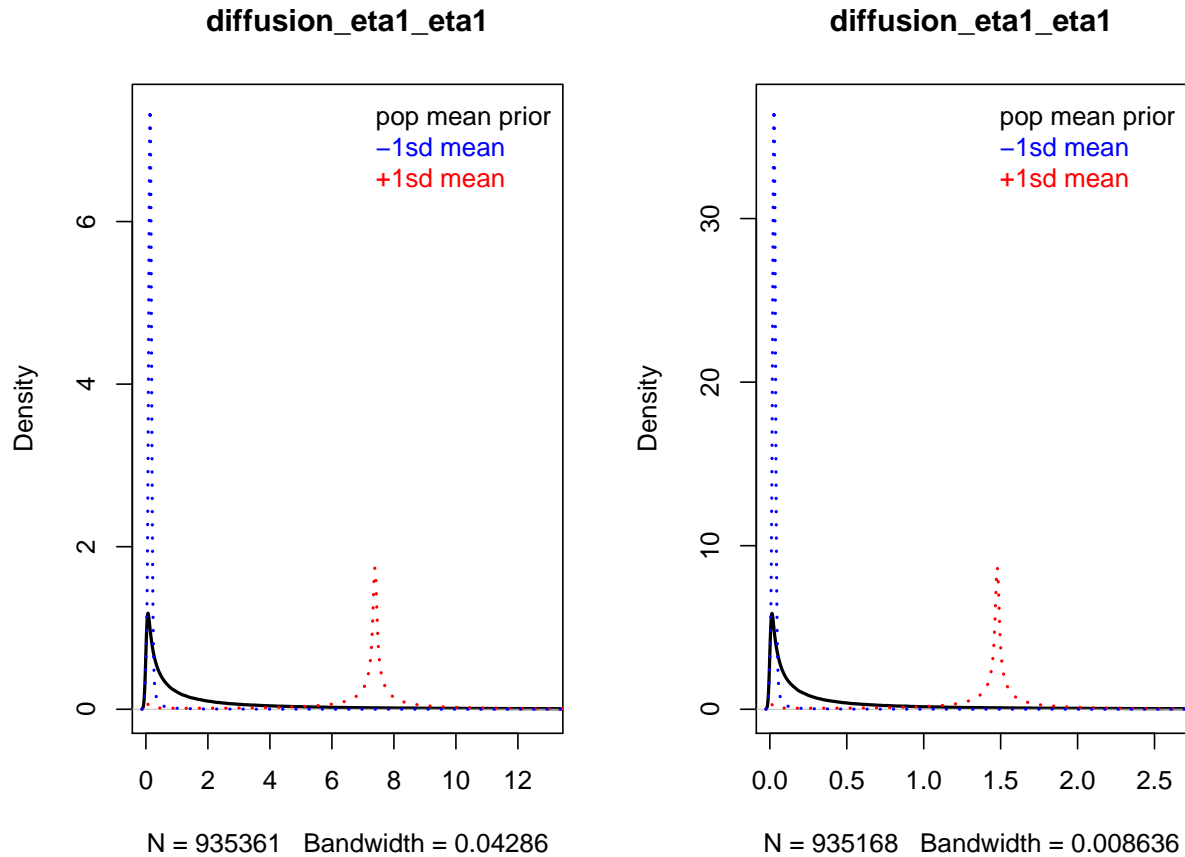 diffusion_eta1_eta1
Density
0
2
4
6
pop mean prior
−1sd mean
+1sd mean
0 2 4 6 8 10 12
N = 935361 Bandwidth = 0.04286
diffusion_eta1_eta1
Density
0
10
20
30
pop mean prior
−1sd mean
+1sd mean
0.0 0.5 1.0 1.5 2.0 2.5
N = 935168 Bandwidth = 0.008636